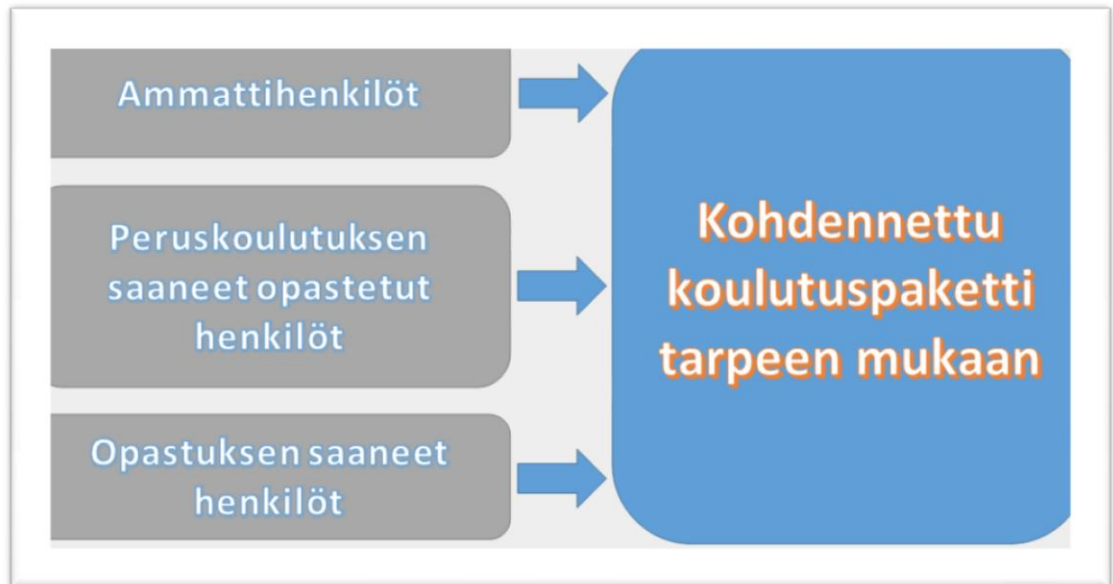 Ammattihenkilöt
Peruskoulutuksen
saaneet opastetut
henkilöt
Opastuksen saaneet
henkilöt
Kohdennettu
koulutuspaketti
tarpeen mukaan